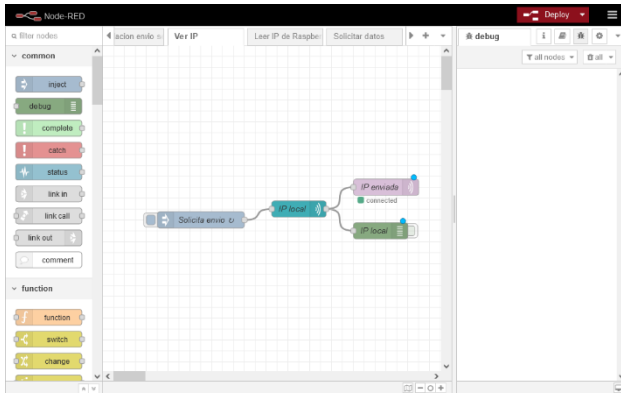 Node-RED
Deploy
filter nodes
acion envio
Ver IP
Leer IP de Raspber
Solicitar datos
debug
i
all nodes
all
common
inject
debug
complete
catch
status
link in
link call
link out
comment
function
function
switch
change
Solicita envio ↻
IP local
IP enviada
connected
IP local